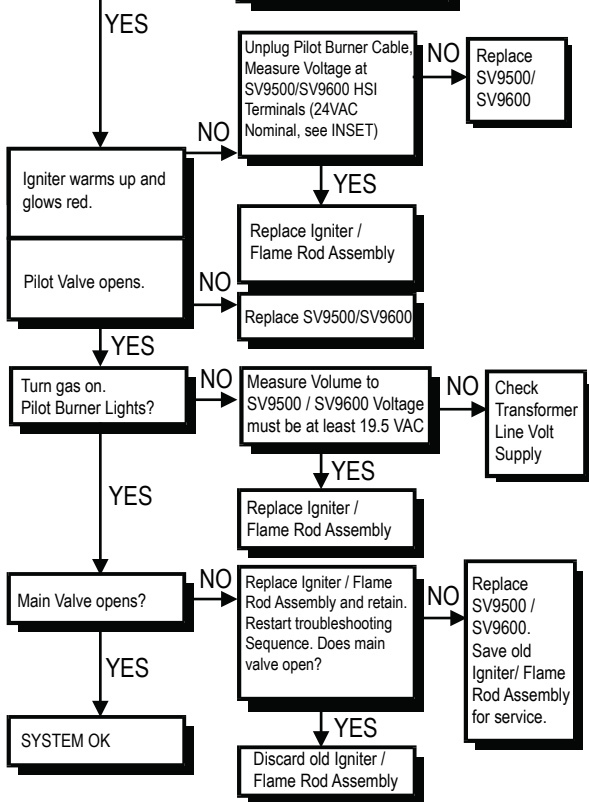 YES
Unplug Pilot Burner Cable,
Measure Voltage at
SV9500/SV9600 HSI
Terminals (24VAC
Nominal, see INSET)
NO
Replace
SV9500/
SV9600
NO
Igniter warms up and
glows red.
YES
Replace Igniter /
Flame Rod Assembly
Pilot Valve opens.
NO
Replace SV9500/SV9600
YES
Turn gas on.
Pilot Burner Lights?
NO
Measure Volume to
SV9500 / SV9600 Voltage
must be at least 19.5 VAC
NO
Check
Transformer
Line Volt
Supply
YES
Replace Igniter /
Flame Rod Assembly
YES
Main Valve opens?
NO
Replace Igniter / Flame
Rod Assembly and retain.
Restart troubleshooting
Sequence. Does main
valve open?
NO
Replace
SV9500 /
SV9600.
Save old
Igniter/ Flame
Rod Assembly
for service.
YES
SYSTEM OK
YES
Discard old Igniter /
Flame Rod Assembly